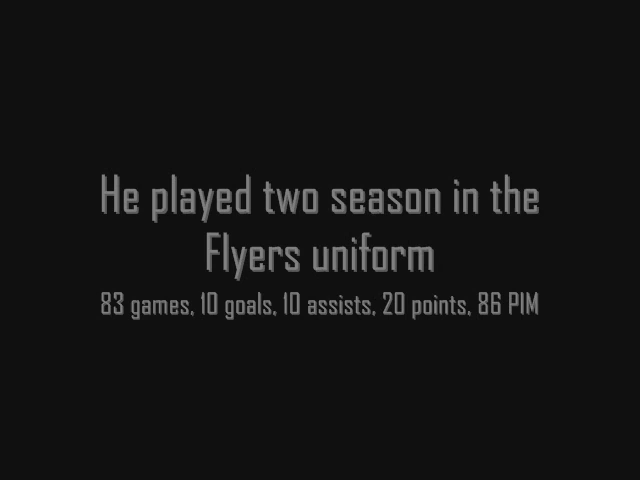 He played two season in the
Flyers uniform
83 games, 10 goals, 10 assists, 20 points, 86 PIM